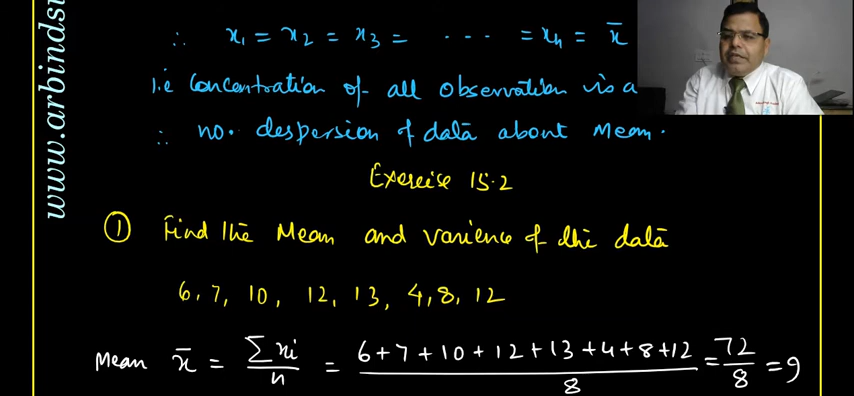 www.arbinds
∴ x₁ = x₂ = x₃ = - - - = xₙ = x̄
i.e Concentration of all observation is a
∴ no. despersion of data about Mean.
Exercise 15.2
① Find the Mean and varience of the data
6, 7, 10, 12, 13, 4, 8, 12
Mean x̄ = ∑xi/n = 6+7+10+12+13+4+8+12/8 = 72/8 = 9